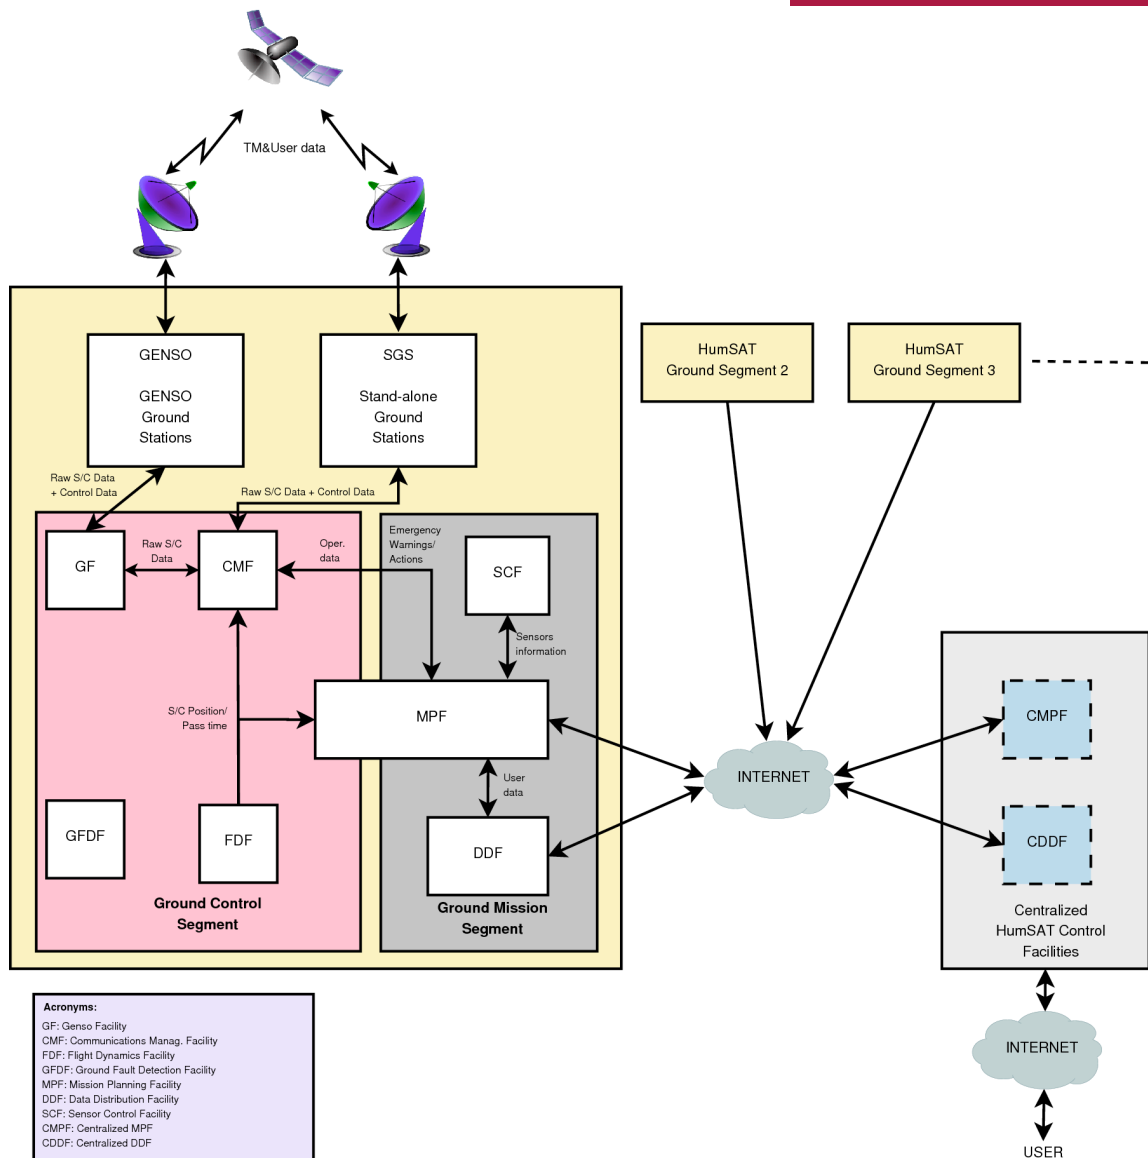 TM&User data
GENSO
GENSO
Ground
Stations
SGS
Stand-alone
Ground
Stations
HumSAT
Ground Segment 2
HumSAT
Ground Segment 3
Raw S/C Data
+ Control Data
Raw S/C Data + Control Data
GF
Raw S/C
Data
CMF
Oper.
data
Emergency
Warnings/
Actions
SCF
Sensors
information
S/C Position/
Pass time
MPF
User
data
GFDF
FDF
DDF
Ground Control
Segment
Ground Mission
Segment
INTERNET
CMPF
CDDF
Centralized
HumSAT Control
Facilities
INTERNET
USER
Acronyms:
GF: Genso Facility
CMF: Communications Manag. Facility
FDF: Flight Dynamics Facility
GFDF: Ground Fault Detection Facility
MPF: Mission Planning Facility
DDF: Data Distribution Facility
SCF: Sensor Control Facility
CMPF: Centralized MPF
CDDF: Centralized DDF